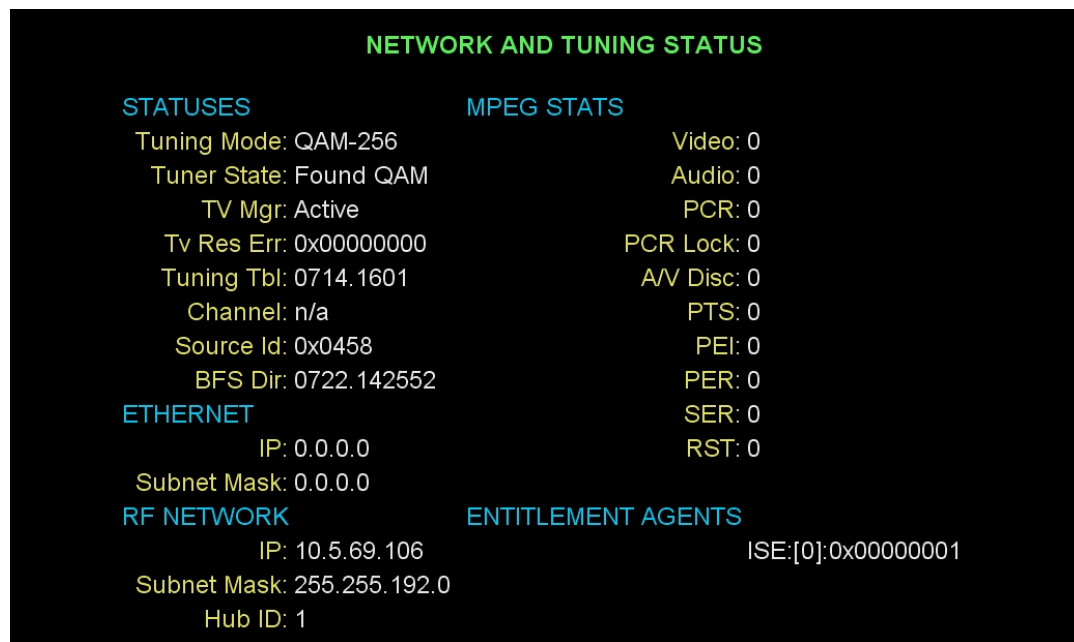 NETWORK AND TUNING STATUS
STATUSES
Tuning Mode: QAM-256
Tuner State: Found QAM
TV Mgr: Active
Tv Res Err: 0x00000000
Tuning Tbl: 0714.1601
Channel: n/a
Source Id: 0x0458
BFS Dir: 0722.142552
ETHERNET
IP: 0.0.0.0
Subnet Mask: 0.0.0.0
RF NETWORK
IP: 10.5.69.106
Subnet Mask: 255.255.192.0
Hub ID: 1
MPEG STATS
Video: 0
Audio: 0
PCR: 0
PCR Lock: 0
A/V Disc: 0
PTS: 0
PEI: 0
PER: 0
SER: 0
RST: 0
ENTITLEMENT AGENTS
ISE:[0]:0x00000001